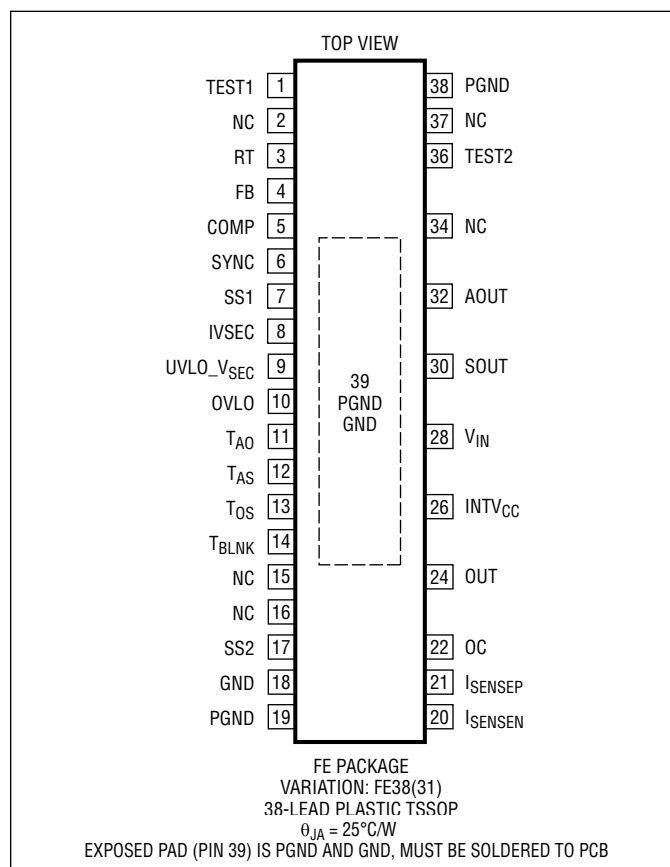 TOP VIEW
TEST1 1
NC 2
RT 3
FB 4
COMP 5
SYNC 6
SS1 7
IVSEC 8
UVLO_VSEC 9
OVLO 10
TAO 11
TAS 12
TOS 13
TBLNK 14
NC 15
NC 16
SS2 17
GND 18
PGND 19
39
PGND
GND
38 PGND
37 NC
36 TEST2
34 NC
32 AOUT
30 SOUT
28 VIN
26 INTVCC
24 OUT
22 OC
21 ISENSEP
20 ISENSEN
FE PACKAGE
VARIATION: FE38(31)
38-LEAD PLASTIC TSSOP
θJA = 25°C/W
EXPOSED PAD (PIN 39) IS PGND AND GND, MUST BE SOLDERED TO PCB